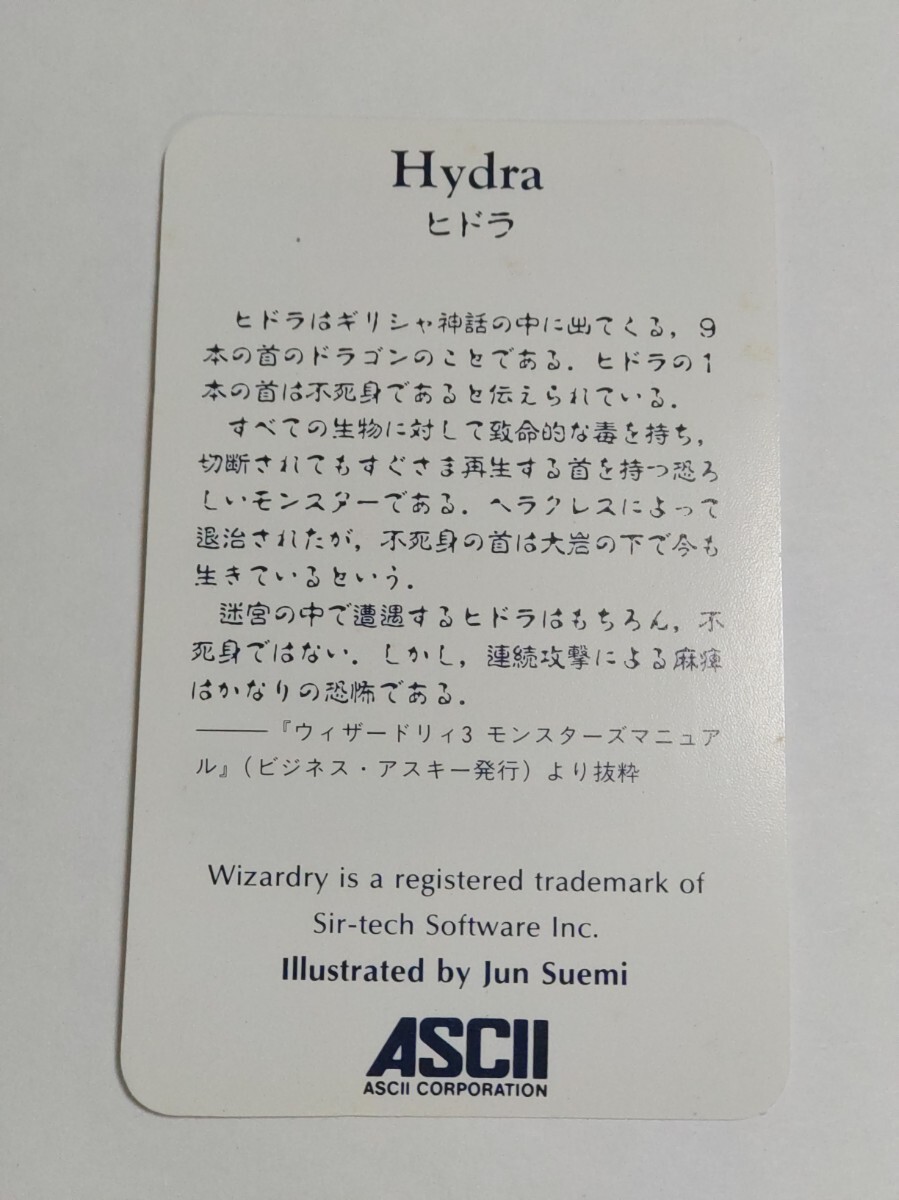 Hydra
ヒドラ
ヒドラはギリシャ神話の中に出てくる，9
本の首のドラゴンのことである．ヒドラの1
本の首は不死身であると伝えられている．
すべての生物に対して致命的な毒を持ち，
切断されてもすぐさま再生する首を持つ恐ろ
しいモンスターである．ヘラクレスによって
退治されたが，不死身の首は大岩の下で今も
生きているという．
迷宮の中で遭遇するヒドラはもちろん，不
死身ではない．しかし，連続攻撃による麻痺
はかなりの恐怖である．
――『ウィザードリィ3 モンスターズマニュア
ル』（ビジネス・アスキー発行）より抜粋
Wizardry is a registered trademark of
Sir-tech Software Inc.
Illustrated by Jun Suemi
ASCII
ASCII CORPORATION